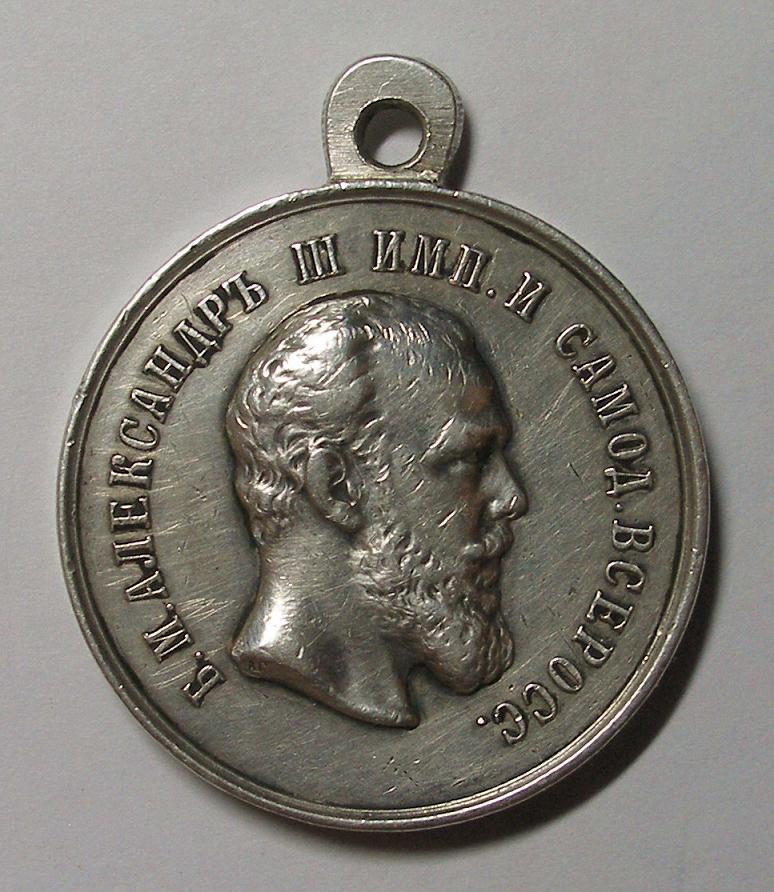 Б. М. АЛЕКСАНДРЪ III ИМП. И САМОД. ВСЕРОСС.